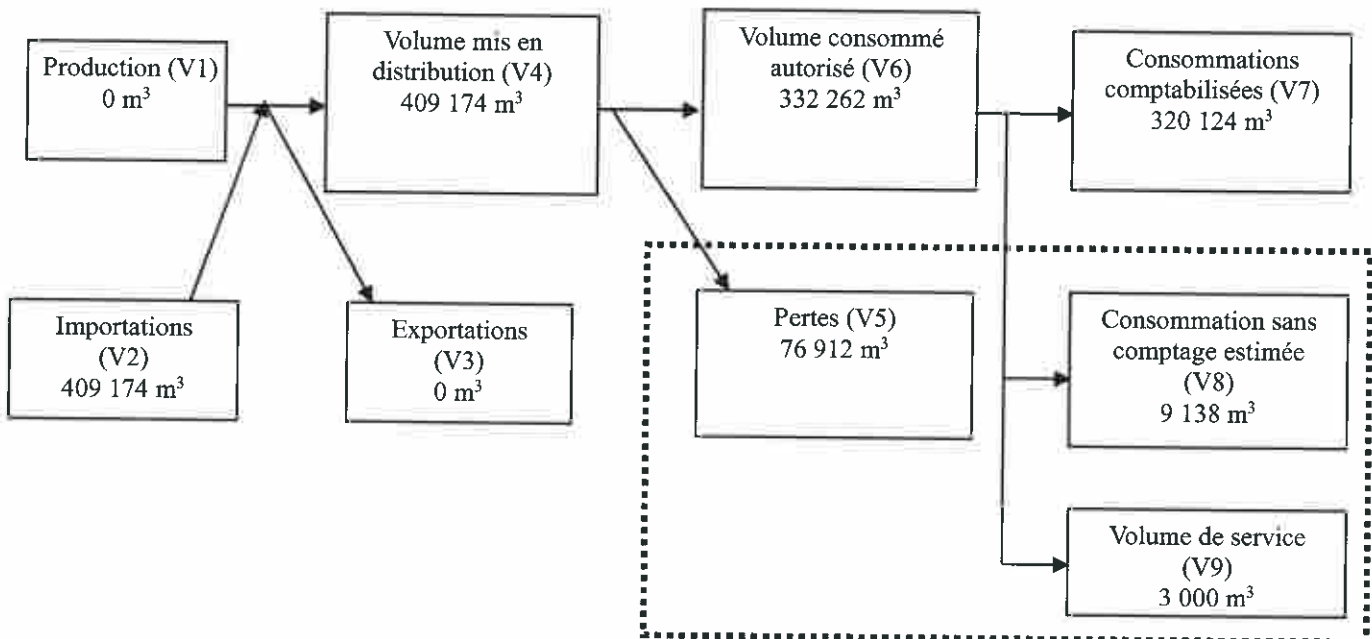 Production (V1)
0 m³
Volume mis en
distribution (V4)
409 174 m³
Volume consommé
autorisé (V6)
332 262 m³
Consommations
comptabilisées (V7)
320 124 m³
Importations
(V2)
409 174 m³
Exportations
(V3)
0 m³
Pertes (V5)
76 912 m³
Consommation sans
comptage estimée
(V8)
9 138 m³
Volume de service
(V9)
3 000 m³